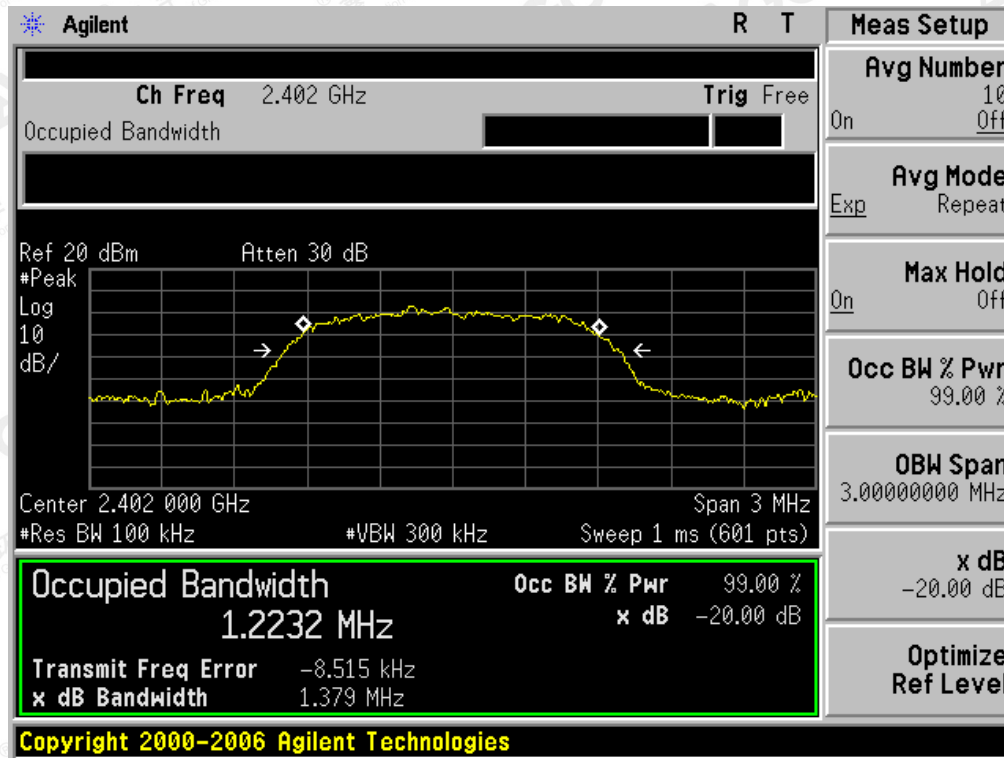 Agilent R T
Ch Freq 2.402 GHz Trig Free
Occupied Bandwidth
Ref 20 dBm Atten 30 dB
#Peak
Log
10
dB/
Center 2.402 000 GHz Span 3 MHz
#Res BW 100 kHz #VBW 300 kHz Sweep 1 ms (601 pts)
Occupied Bandwidth
1.2232 MHz
Occ BW % Pwr 99.00 %
x dB -20.00 dB
Transmit Freq Error -8.515 kHz
x dB Bandwidth 1.379 MHz
Copyright 2000-2006 Agilent Technologies
Meas Setup
Avg Number
10
On Off
Avg Mode
Exp Repeat
Max Hold
On Off
Occ BW % Pwr
99.00 %
OBW Span
3.00000000 MHz
x dB
-20.00 dB
Optimize
Ref Level